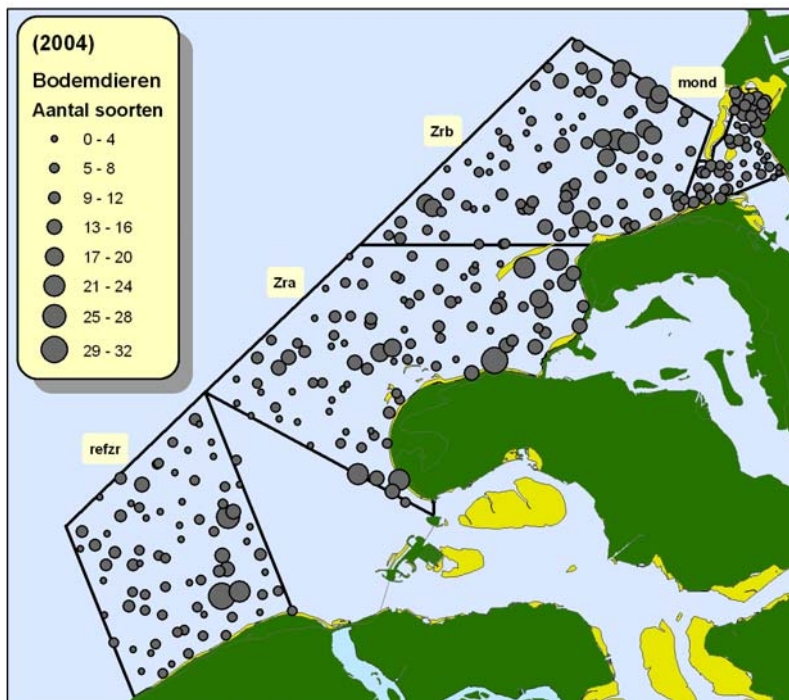 (2004)
Bodemdieren
Aantal soorten
0 - 4
5 - 8
9 - 12
13 - 16
17 - 20
21 - 24
25 - 28
29 - 32
mond
Zrb
Zra
refzr